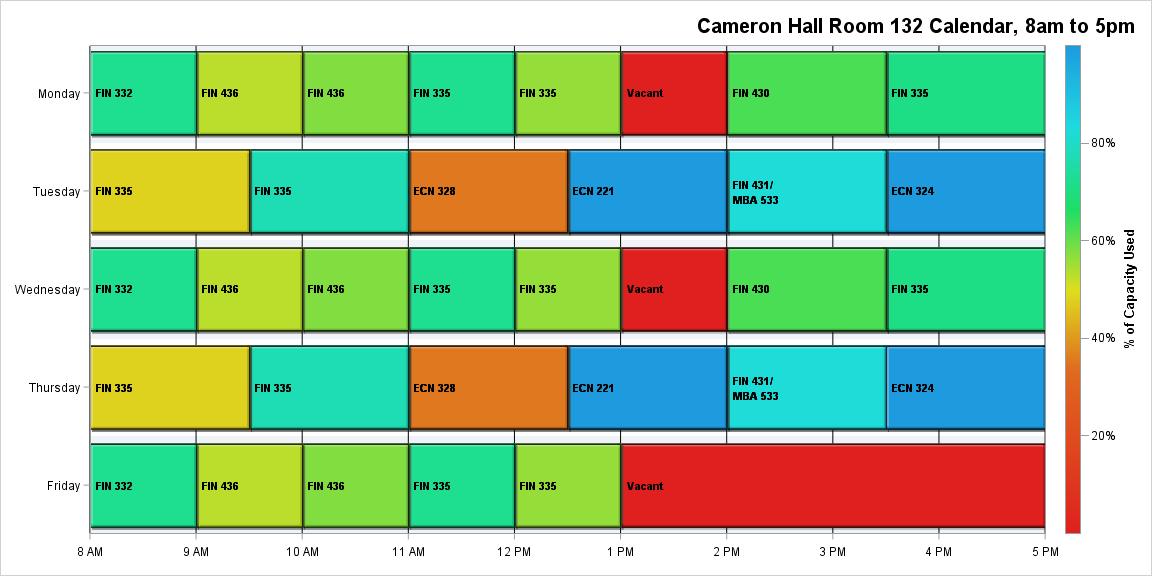 Cameron Hall Room 132 Calendar, 8am to 5pm
Monday
FIN 332
FIN 436
FIN 436
FIN 335
FIN 335
Vacant
FIN 430
FIN 335
Tuesday
FIN 335
FIN 335
ECN 328
ECN 221
FIN 431/
MBA 533
ECN 324
Wednesday
FIN 332
FIN 436
FIN 436
FIN 335
FIN 335
Vacant
FIN 430
FIN 335
Thursday
FIN 335
FIN 335
ECN 328
ECN 221
FIN 431/
MBA 533
ECN 324
Friday
FIN 332
FIN 436
FIN 436
FIN 335
FIN 335
Vacant
8 AM
9 AM
10 AM
11 AM
12 PM
1 PM
2 PM
3 PM
4 PM
5 PM
80%
60%
40%
20%
% of Capacity Used